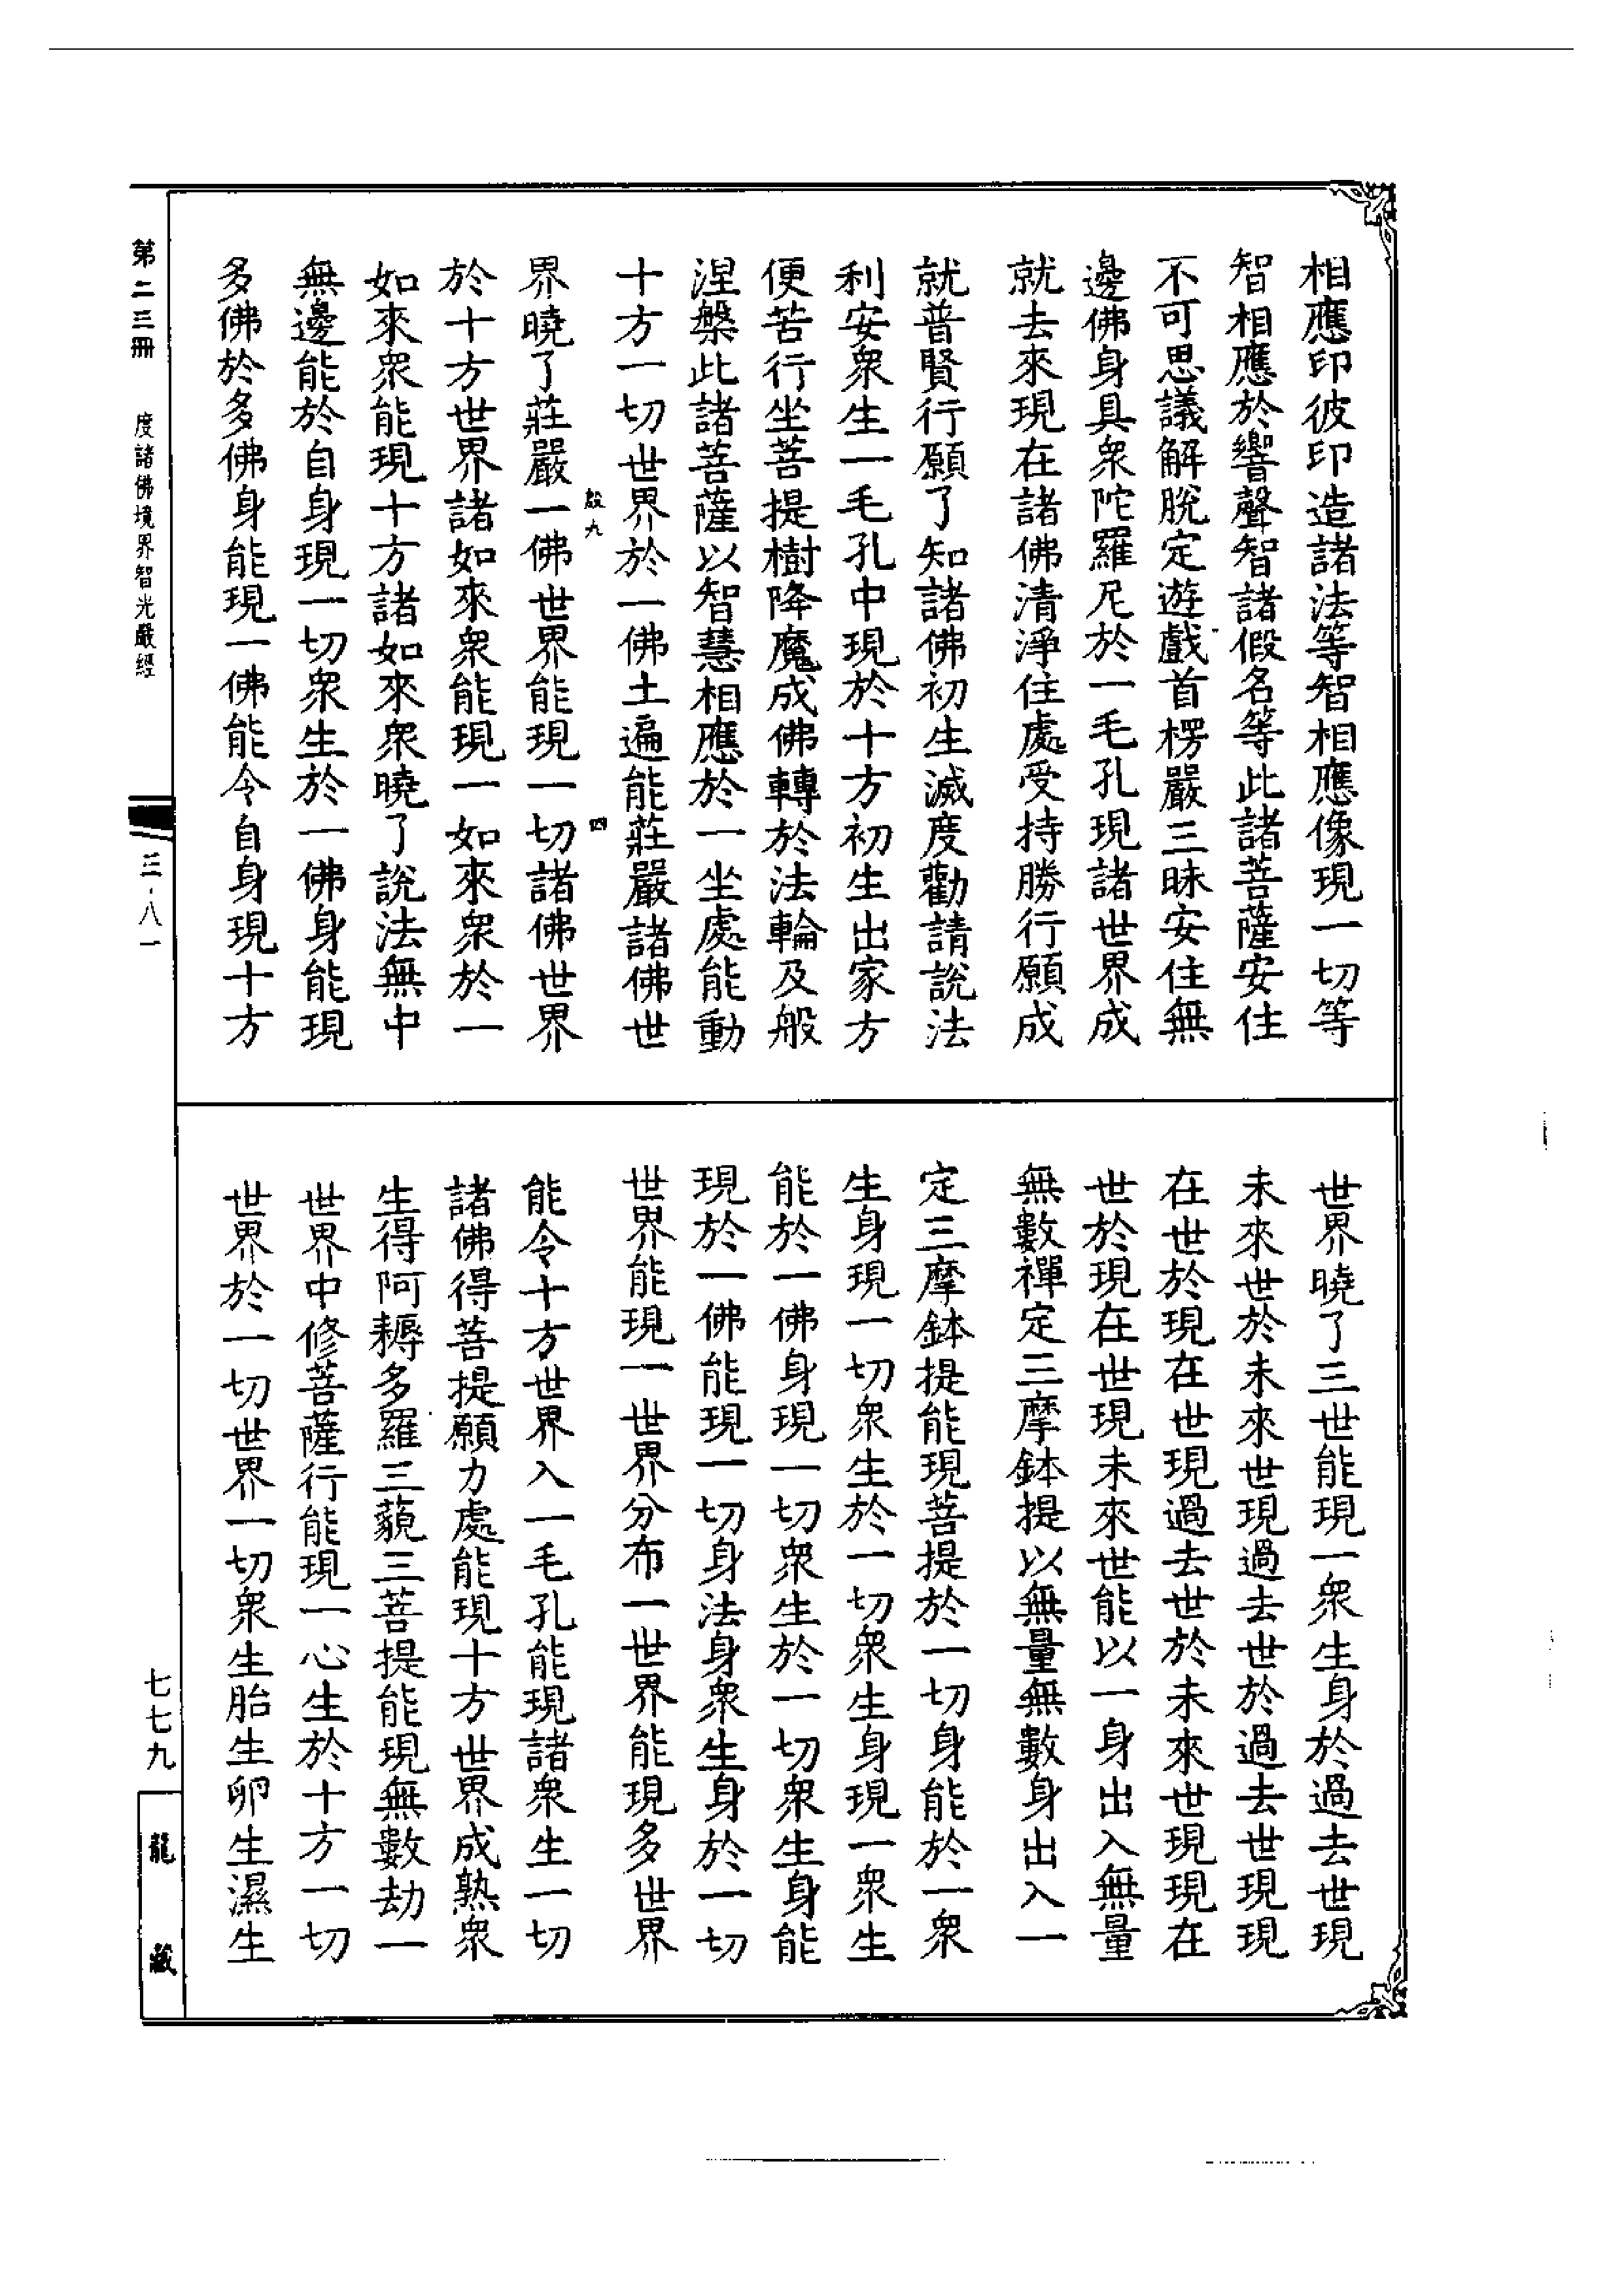 相應印彼印造諸法等智相應像現一切等
智相應於響聲智諸假名等此諸菩薩安住
不可思議解脫定遊戲首楞嚴三昧安住無
邊佛身具衆陀羅尼於一毛孔現諸世界成
就去來現在諸佛清淨住處受持勝行願成
就普賢行願了知諸佛初生滅度勸請說法
利安衆生一毛孔中現於十方初生出家方
便苦行坐菩提樹降魔成佛轉於法輪及般
涅槃此諸菩薩以智慧相應於一坐處能動
十方一切世界於一佛土遍能莊嚴諸佛世
殷九 四
界曉了莊嚴一佛世界能現一切諸佛世界
於十方世界諸如來衆能現一如來衆於一
如來衆能現十方諸如來衆曉了說法無中
無邊能於自身現一切衆生於一佛身能現
多佛於多佛身能現一佛能令自身現十方
世界曉了三世能現一衆生身於過去世現
未來世於未來世現過去世於過去世現現
在世於現在世現過去世於未來世現現在
世於現在世現未來世能以一身出入無量
無數禪定三摩鉢提以無量無數身出入一
定三摩鉢提能現菩提於一切身能於一衆
生身現一切衆生於一切衆生身現一衆生
能於一佛身現一切衆生於一切衆生身能
現於一佛能現一切身法身衆生身於一切
世界能現一世界分布一世界能現多世界
能令十方世界入一毛孔能現諸衆生一切
諸佛得菩提願力處能現十方世界成熟衆
生得阿耨多羅三藐三菩提能現無數劫一
世界中修菩薩行能現一心生於十方一切
世界於一切世界一切衆生胎生卵生濕生
第二三冊 度諸佛境界智光嚴經 三·八一 七七九 龍藏